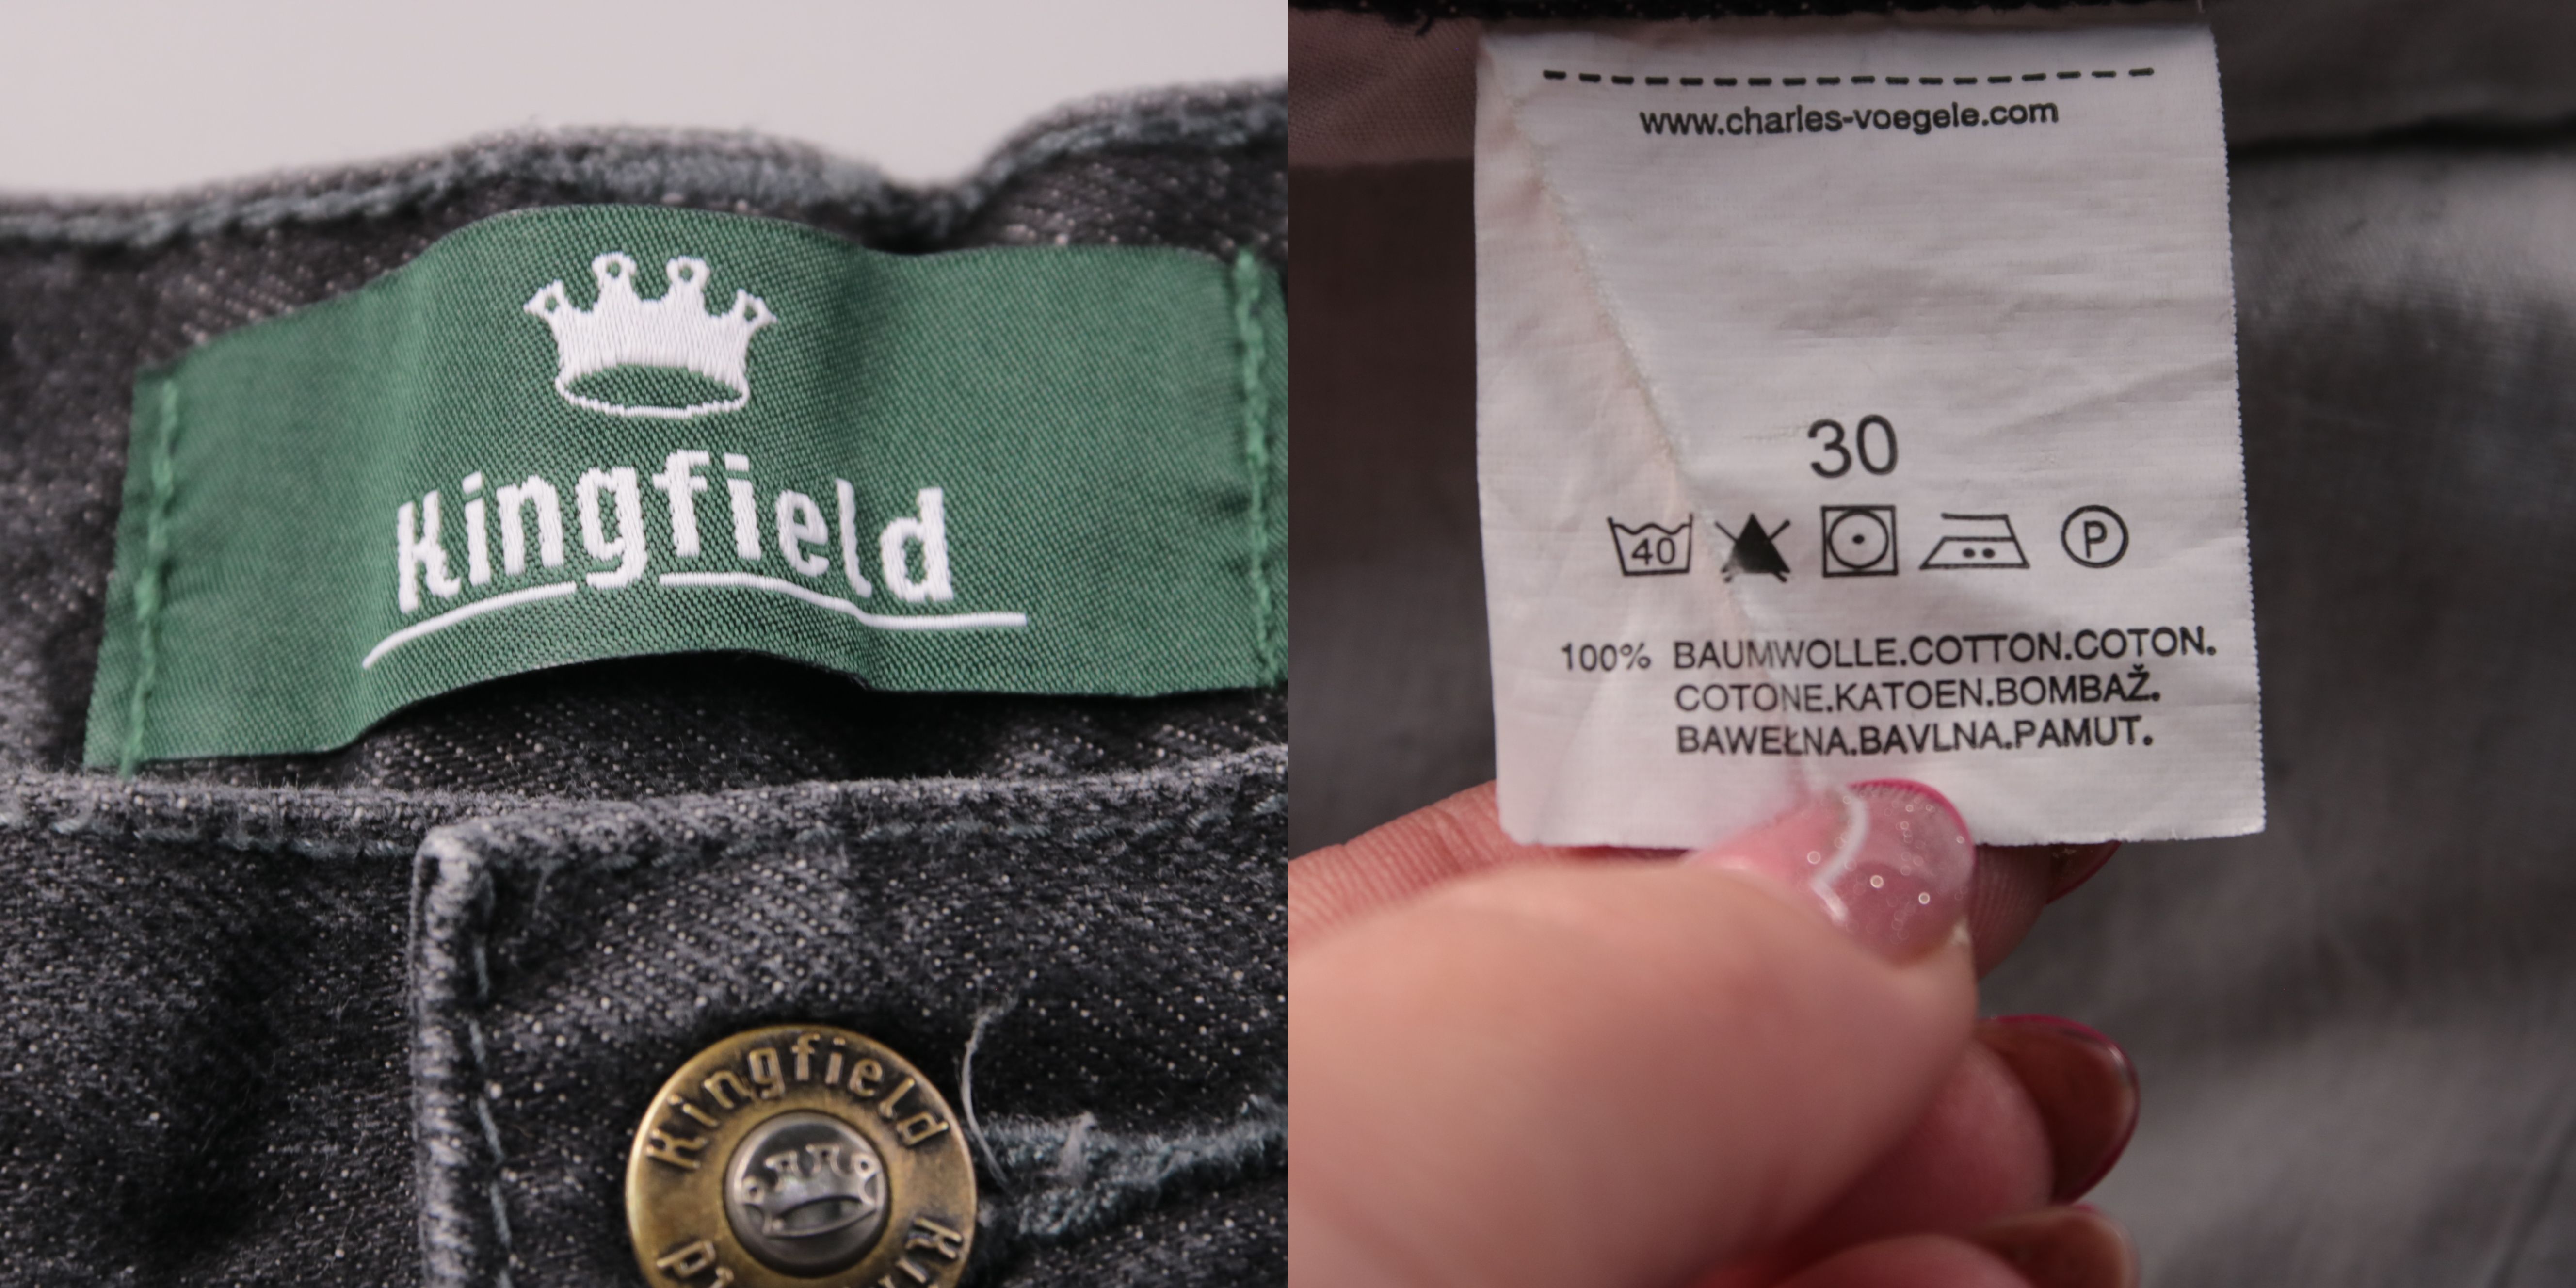 Kingfield
Kingfield
www.charles-voegele.com
30
40
P
100% BAUMWOLLE.COTTON.COTON.
COTONE.KATOEN.BOMBAŽ.
BAWEŁNA.BAVLNA.PAMUT.